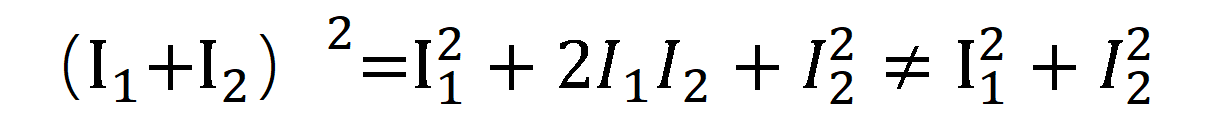 (I₁+I₂) ²=I₁² + 2I₁I₂ + I₂² ≠ I₁² + I₂²